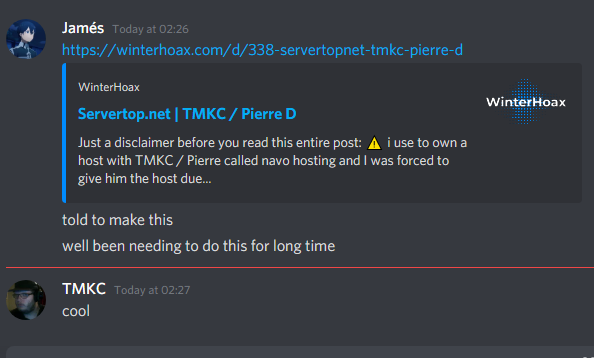 Jamés Today at 02:26
https://winterhoax.com/d/338-servertopnet-tmkc-pierre-d
WinterHoax
Servertop.net | TMKC / Pierre D
WinterHoax
Just a disclaimer before you read this entire post: ⚠ i use to own a
host with TMKC / Pierre called navo hosting and I was forced to
give him the host due...
told to make this
well been needing to do this for long time
TMKC Today at 02:27
cool